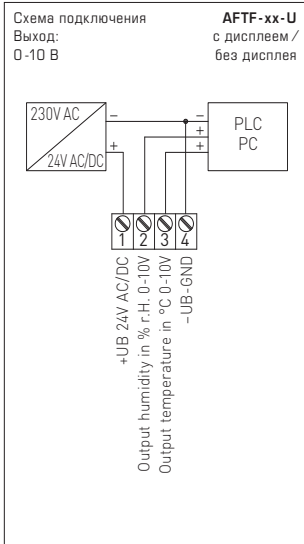 Схема подключения
Выход:
0-10 В
AFTF-xx-U
с дисплеем /
без дисплея
230V AC
24V AC/DC
–
+
–
+
+
PLC
PC
1
2
3
4
+UB 24V AC/DC
Output humidity in % r.H. 0-10V
Output temperature in °C 0-10V
–UB-GND